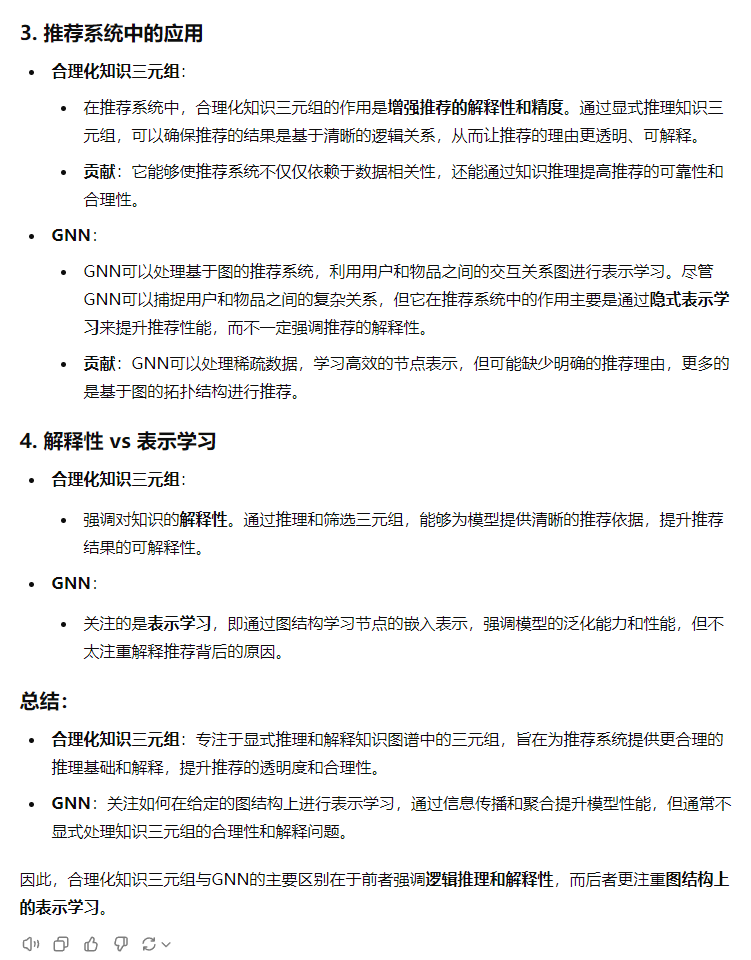 3. 推荐系统中的应用
• 合理化知识三元组：
• 在推荐系统中，合理化知识三元组的作用是增强推荐的解释性和精度。通过显式推理知识三
元组，可以确保推荐的结果是基于清晰的逻辑关系，从而让推荐的理由更透明、可解释。
• 贡献：它能够使推荐系统不仅仅依赖于数据相关性，还能通过知识推理提高推荐的可靠性和
合理性。
• GNN：
• GNN可以处理基于图的推荐系统，利用用户和物品之间的交互关系图进行表示学习。尽管
GNN可以捕捉用户和物品之间的复杂关系，但它在推荐系统中的作用主要是通过隐式表示学
习来提升推荐性能，而不一定强调推荐的解释性。
• 贡献：GNN可以处理稀疏数据，学习高效的节点表示，但可能缺少明确的推荐理由，更多的
是基于图的拓扑结构进行推荐。
4. 解释性 vs 表示学习
• 合理化知识三元组：
• 强调对知识的解释性。通过推理和筛选三元组，能够为模型提供清晰的推荐依据，提升推荐
结果的可解释性。
• GNN：
• 关注的是表示学习，即通过图结构学习节点的嵌入表示，强调模型的泛化能力和性能，但不
太注重解释推荐背后的原因。
总结：
• 合理化知识三元组：专注于显式推理和解释知识图谱中的三元组，旨在为推荐系统提供更合理的
推理基础和解释，提升推荐的透明度和合理性。
• GNN：关注如何在给定的图结构上进行表示学习，通过信息传播和聚合提升模型性能，但通常不
显式处理知识三元组的合理性和解释问题。
因此，合理化知识三元组与GNN的主要区别在于前者强调逻辑推理和解释性，而后者更注重图结构上
的表示学习。